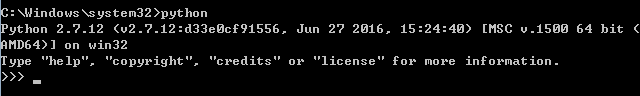 C:\Windows\system32>python
Python 2.7.12 (v2.7.12:d33e0cf91556, Jun 27 2016, 15:24:40) [MSC v.1500 64 bit (
AMD64)] on win32
Type "help", "copyright", "credits" or "license" for more information.
>>> _